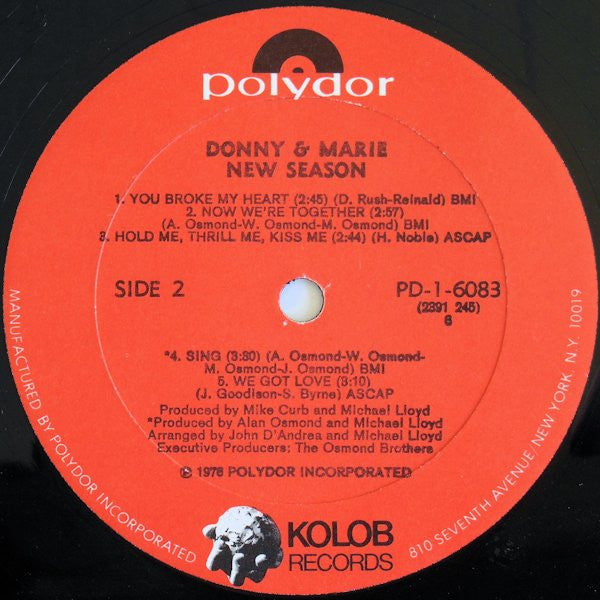 polydor
DONNY & MARIE
NEW SEASON
1. YOU BROKE MY HEART (2:45) (D. Rush-Reinald) BMI
2. NOW WE'RE TOGETHER (2:57)
(A. Osmond-W. Osmond-M. Osmond) BMI
3. HOLD ME, THRILL ME, KISS ME (2:44) (H. Noble) ASCAP
SIDE 2
PD-1-6083
(2391 245)
6
*4. SING (3:30) (A. Osmond-W. Osmond-
M. Osmond-J. Osmond) BMI
5. WE GOT LOVE (3:10)
(J. Goodison-S. Byrne) ASCAP
Produced by Mike Curb and Michael Lloyd
*Produced by Alan Osmond and Michael Lloyd
Arranged by John D'Andrea and Michael Lloyd
Executive Producers: The Osmond Brothers
℗ 1976 POLYDOR INCORPORATED
MANUFACTURED BY POLYDOR INCORPORATED
KOLOB
RECORDS
810 SEVENTH AVENUE, NEW YORK, N.Y. 10019